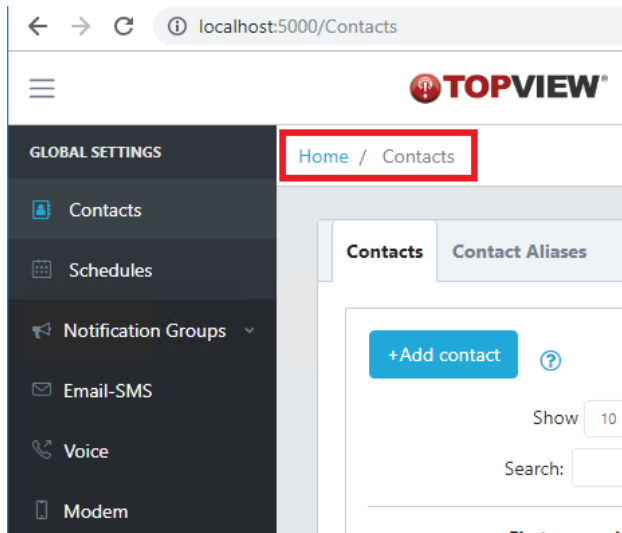 localhost:5000/Contacts
TOPVIEW®
GLOBAL SETTINGS
Home / Contacts
Contacts
Schedules
Notification Groups
Email-SMS
Voice
Modem
Contacts Contact Aliases
+Add contact ?
Show 10
Search: